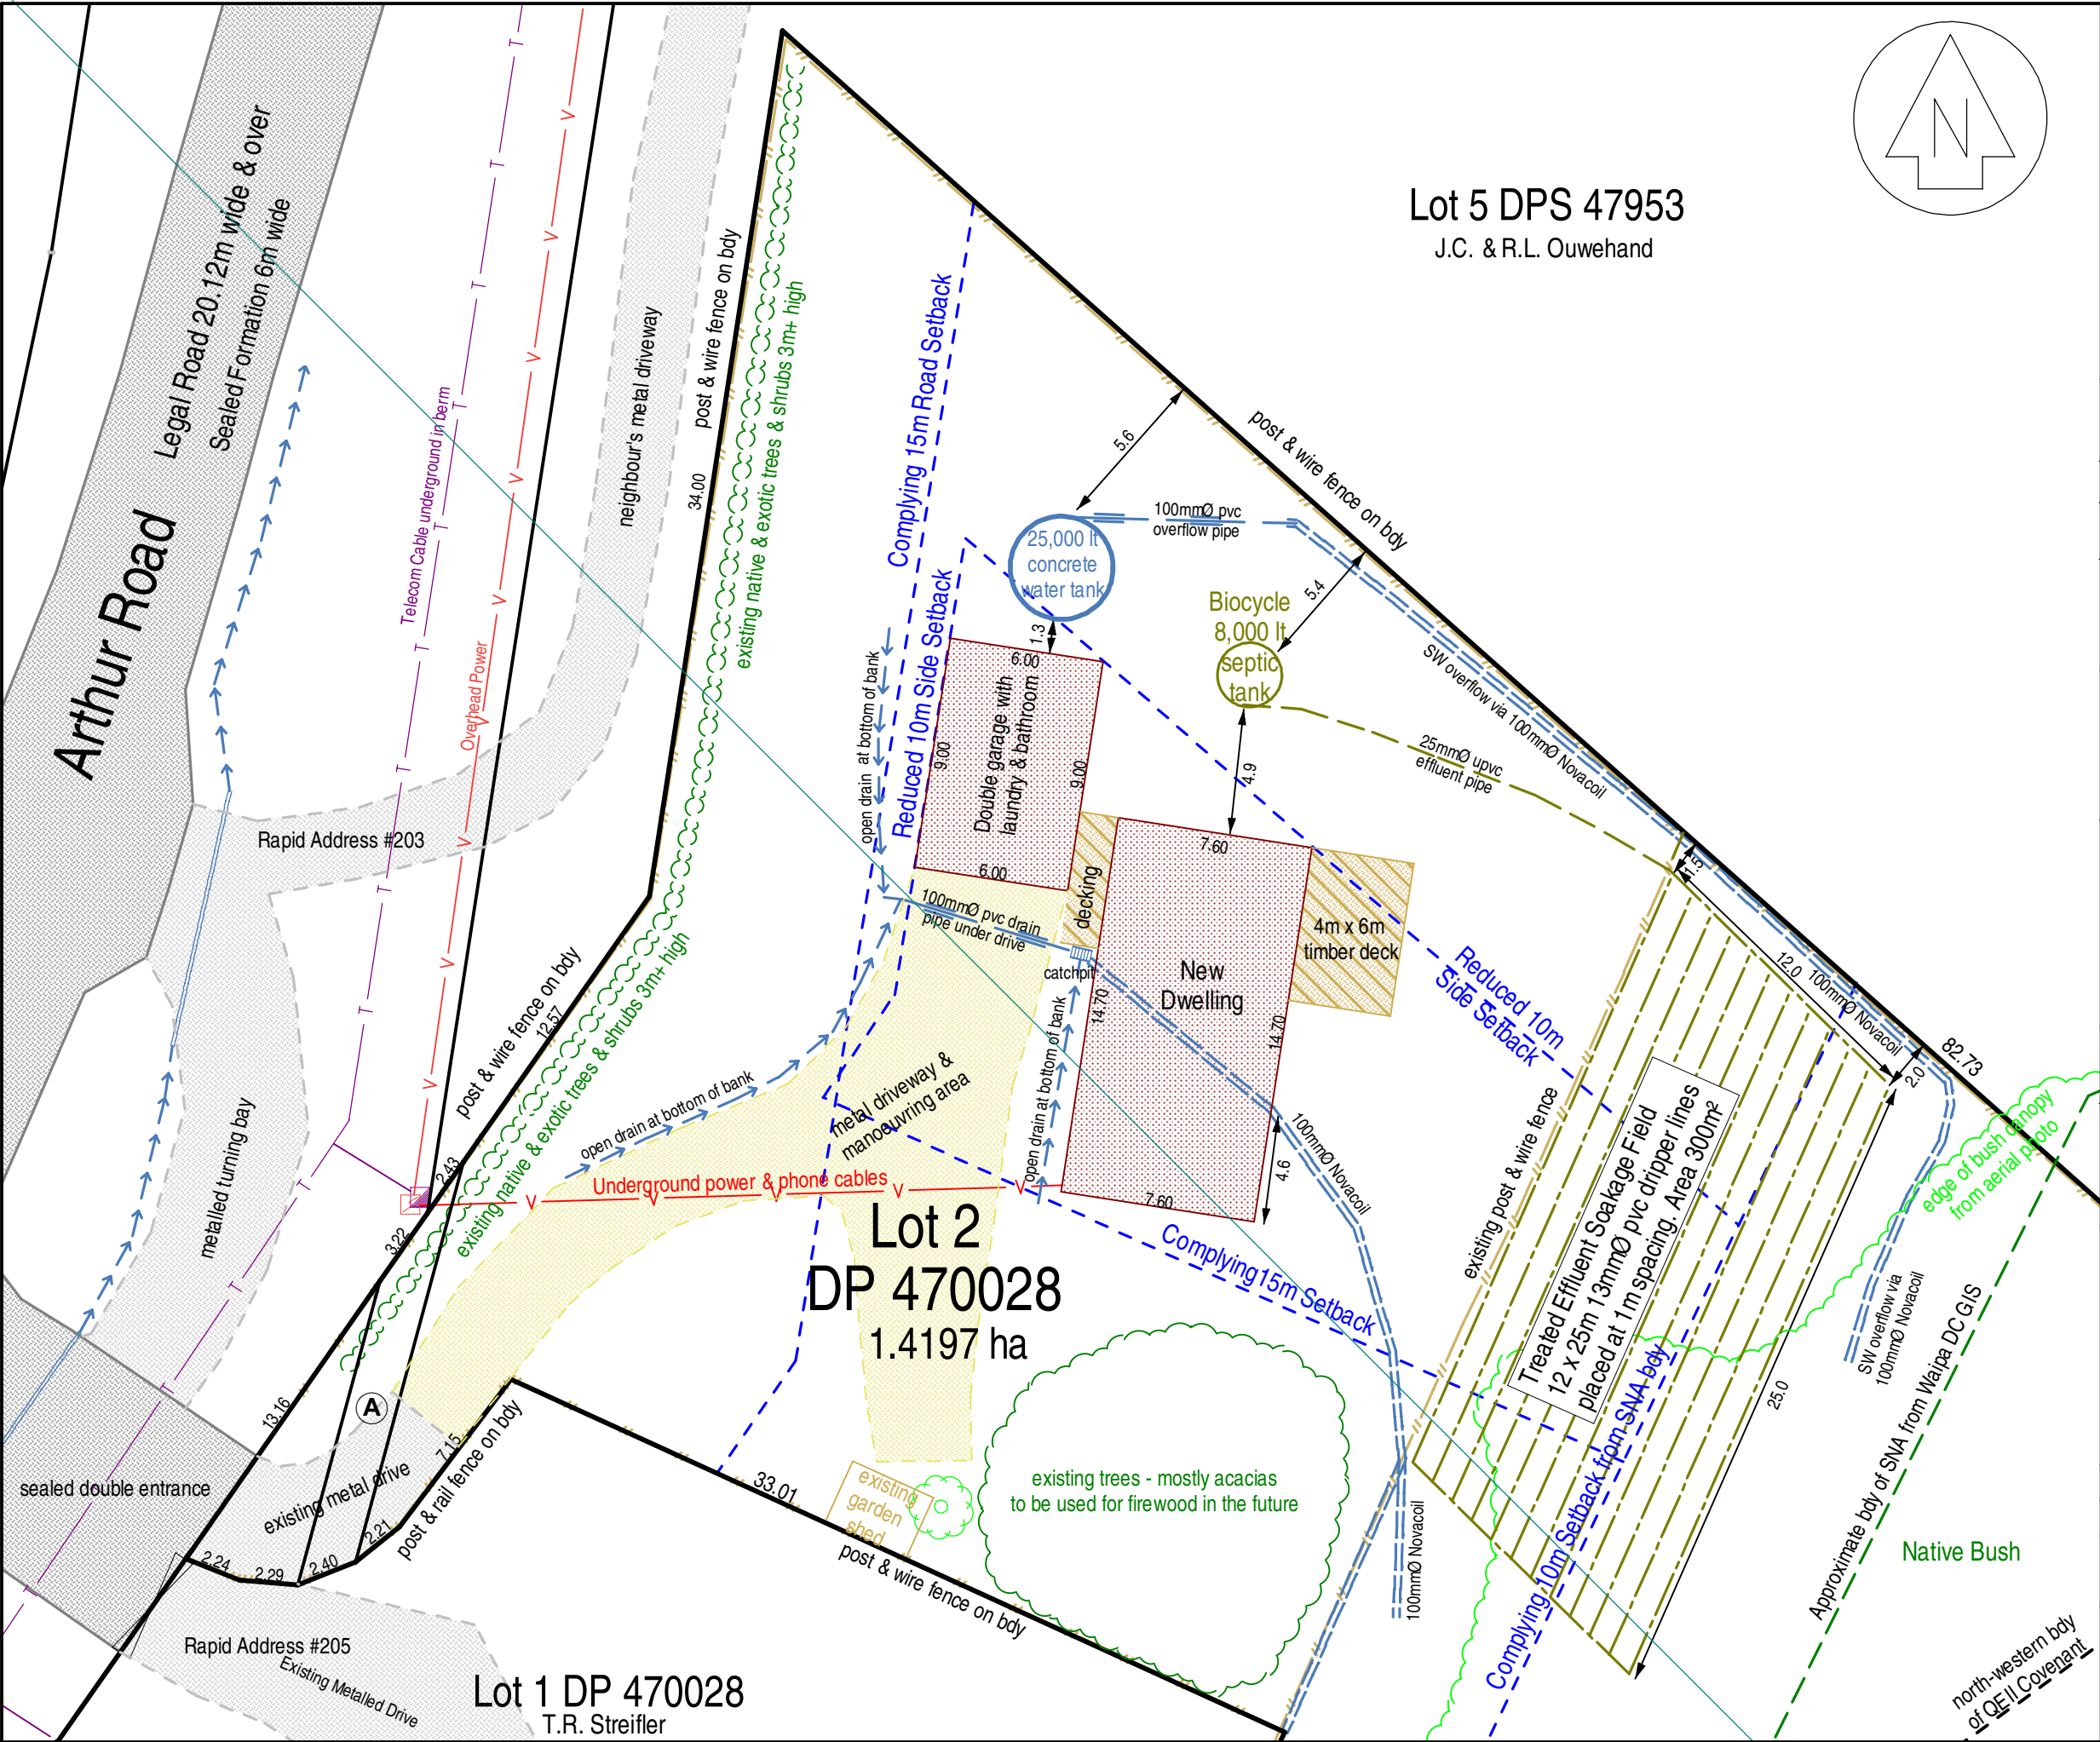 N
Lot 5 DPS 47953
J.C. & R.L. Ouwehand
Arthur Road
Legal Road 20.12m wide & over
Sealed Formation 6m wide
Telecom Cable underground in berm
Overhead Power
neighbour's metal driveway
post & wire fence on bdy
34.00
existing native & exotic trees & shrubs 3m+ high
Complying 15m Road Setback
Reduced 10m Side Setback
open drain at bottom of bank
5.6
post & wire fence on bdy
25,000 lt
concrete
water tank
100mmØ pvc
overflow pipe
1.3
5.4
Biocycle
8,000 lt
septic
tank
SW overflow via 100mmØ Novacoil
25mmØ upvc
effluent pipe
4.9
6.00
9.00
Double garage with
laundry & bathroom
9.00
6.00
decking
7.60
New
Dwelling
14.70
14.70
7.60
4m x 6m
timber deck
100mmØ pvc drain
pipe under drive
catchpit
open drain at bottom of bank
Reduced 10m
Side Setback
1.5
12.0
100mmØ Novacoil
82.73
2.0
edge of bush canopy
from aerial photo
Rapid Address #203
post & wire fence on bdy
12.57
existing native & exotic trees & shrubs 3m+ high
open drain at bottom of bank
metal driveway &
manoeuvring area
Underground power & phone cables
metalled turning bay
2.43
3.22
13.16
4.6
100mmØ Novacoil
Complying15m Setback
existing post & wire fence
Treated Effluent Soakage Field
12 x 25m 13mmØ pvc dripper lines
placed at 1m spacing. Area 300m²
25.0
SW overflow via
100mmØ Novacoil
Approximate bdy of SNA from Waipa DC GIS
Complying 10m Setback from SNA bdy
Native Bush
north-western bdy
of QEII Covenant
Lot 2
DP 470028
1.4197 ha
A
sealed double entrance
existing metal drive
7.15
post & rail fence on bdy
2.24
2.29
2.40
2.21
33.01
existing
garden
shed
post & wire fence on bdy
existing trees - mostly acacias
to be used for firewood in the future
100mmØ Novacoil
Rapid Address #205
Existing Metalled Drive
Lot 1 DP 470028
T.R. Streifler